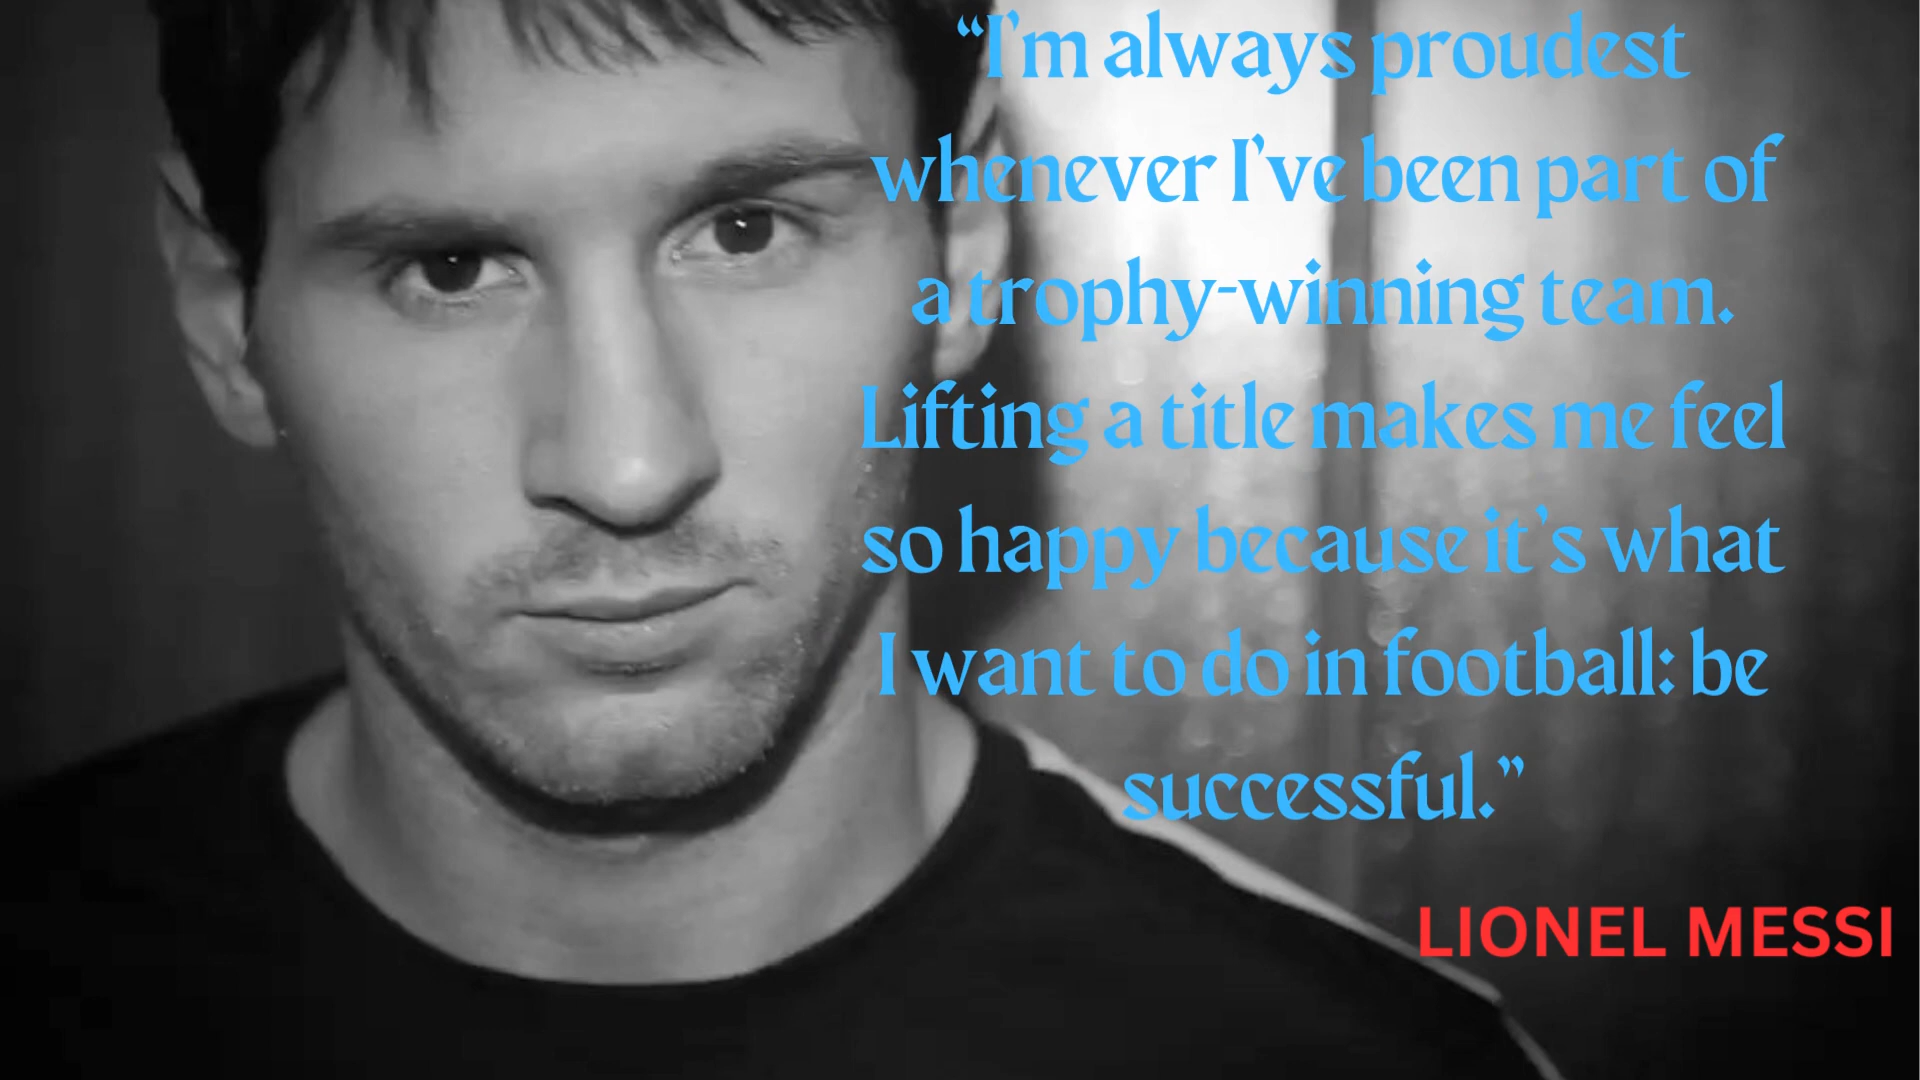 “I’m always proudest
whenever I’ve been part of
a trophy-winning team.
Lifting a title makes me feel
so happy because it’s what
I want to do in football: be
successful.”
LIONEL MESSI